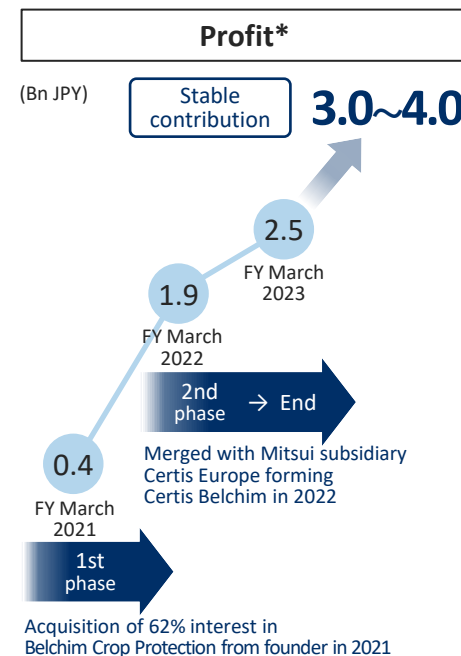 Profit*
(Bn JPY)
Stable
contribution
3.0～4.0
2.5
FY March
2023
1.9
FY March
2022
2nd
phase
→ End
Merged with Mitsui subsidiary
Certis Europe forming
Certis Belchim in 2022
0.4
FY March
2021
1st
phase
Acquisition of 62% interest in
Belchim Crop Protection from founder in 2021